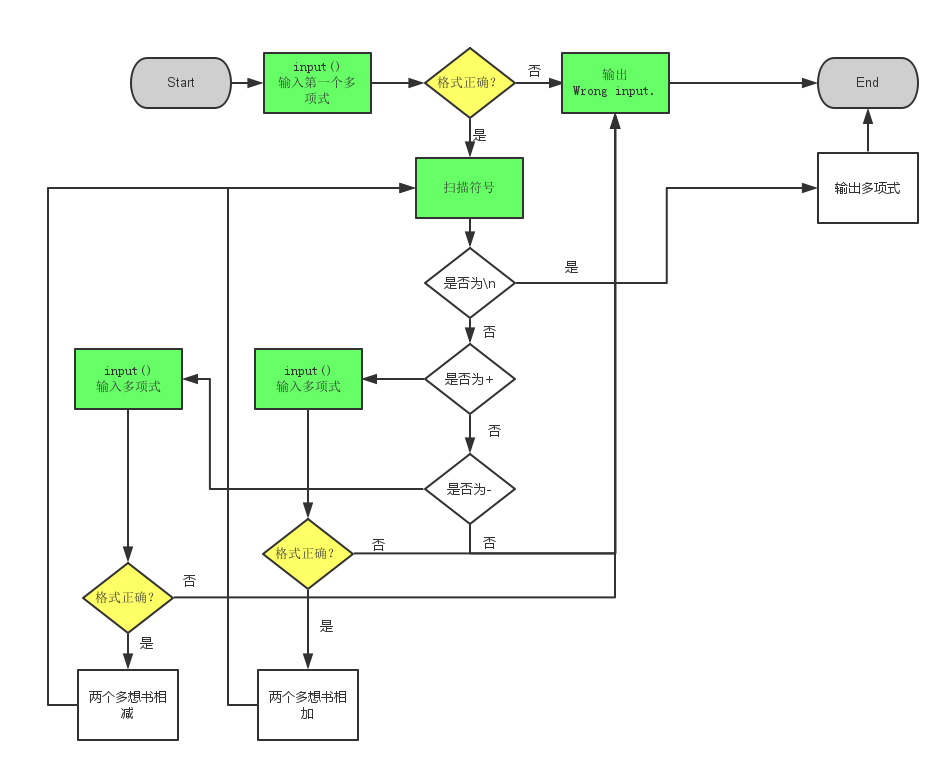 Start
input()
输入第一个多
项式
格式正确?
否
输出
Wrong input.
End
是
扫描符号
输出多项式
是否为\n
是
否
input()
输入多项式
input()
输入多项式
是否为+
否
是否为-
否
格式正确?
否
格式正确?
否
是
是
两个多想书相
减
两个多想书相
加